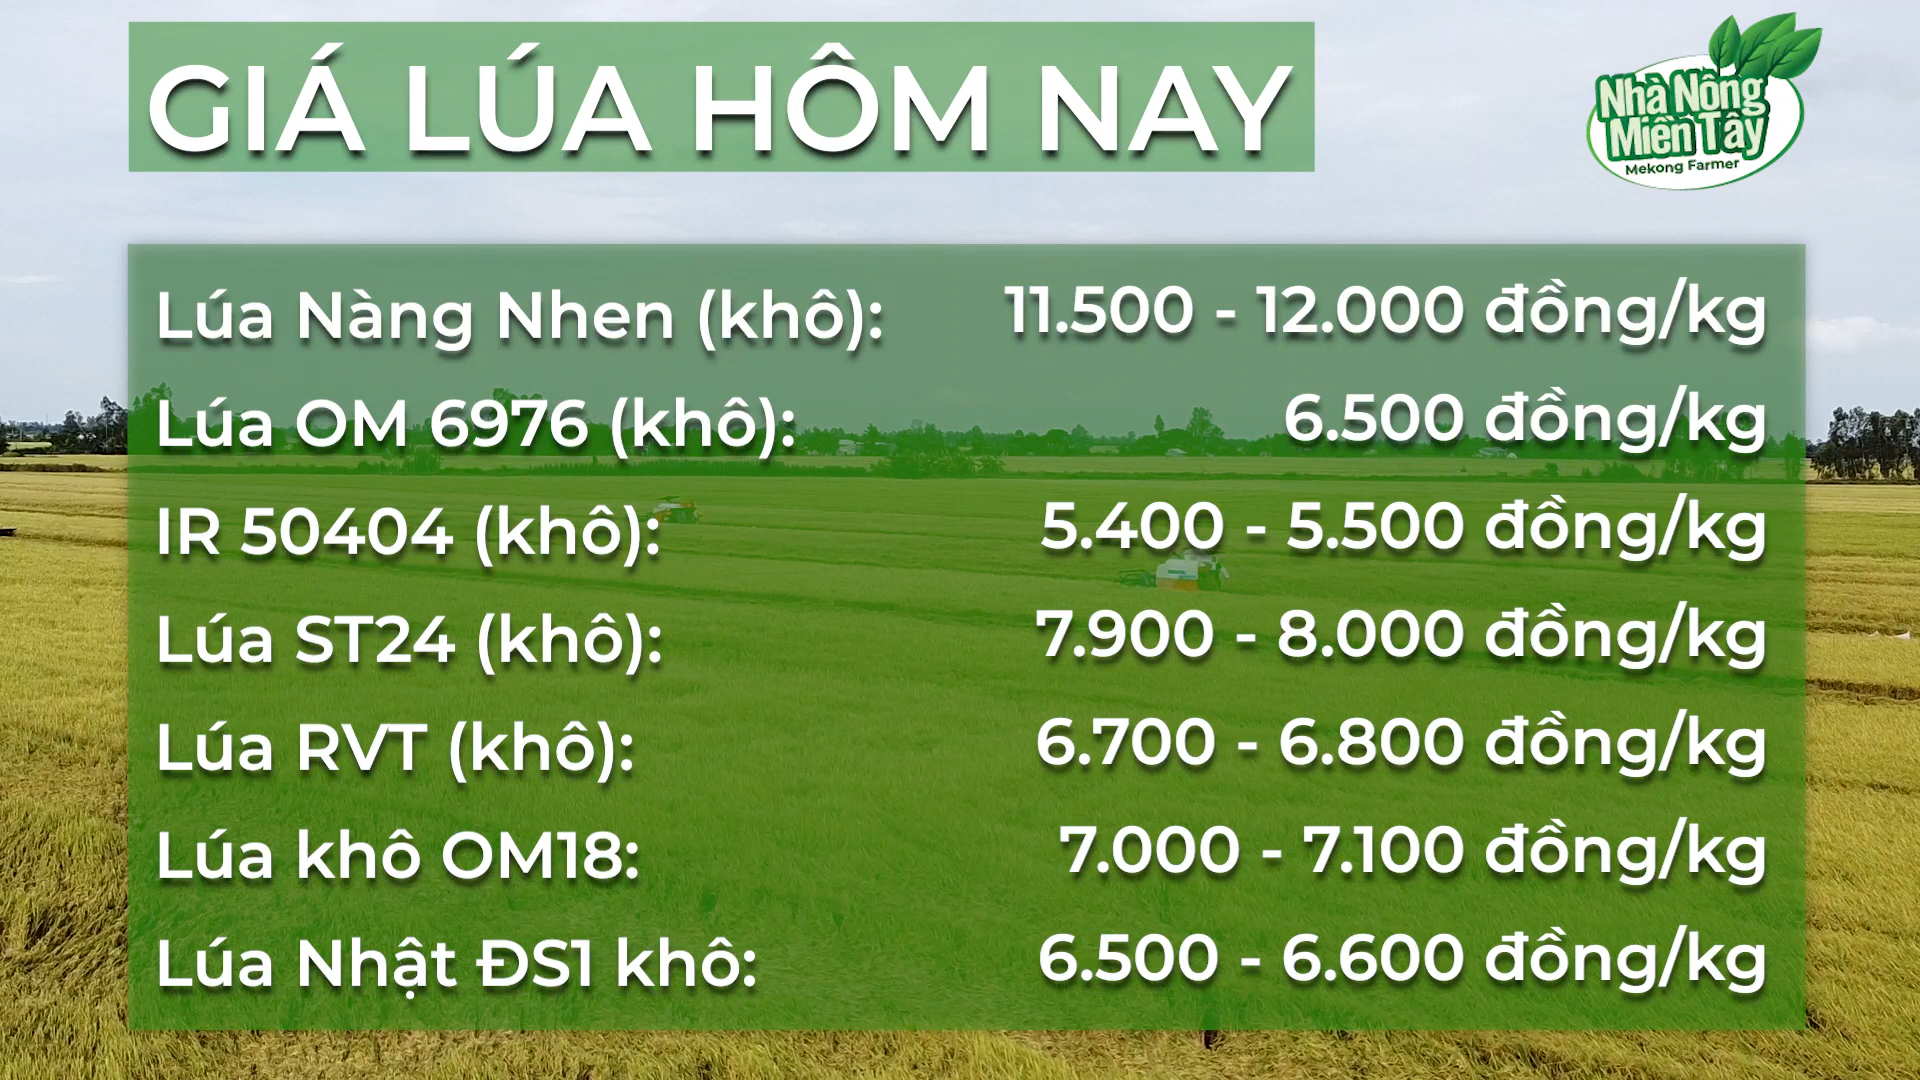 GIÁ LÚA HÔM NAY
Nhà Nông
Miền Tây
Mekong Farmer
Lúa Nàng Nhen (khô): 11.500 - 12.000 đồng/kg
Lúa OM 6976 (khô): 6.500 đồng/kg
IR 50404 (khô): 5.400 - 5.500 đồng/kg
Lúa ST24 (khô): 7.900 - 8.000 đồng/kg
Lúa RVT (khô): 6.700 - 6.800 đồng/kg
Lúa khô OM18: 7.000 - 7.100 đồng/kg
Lúa Nhật ĐS1 khô: 6.500 - 6.600 đồng/kg